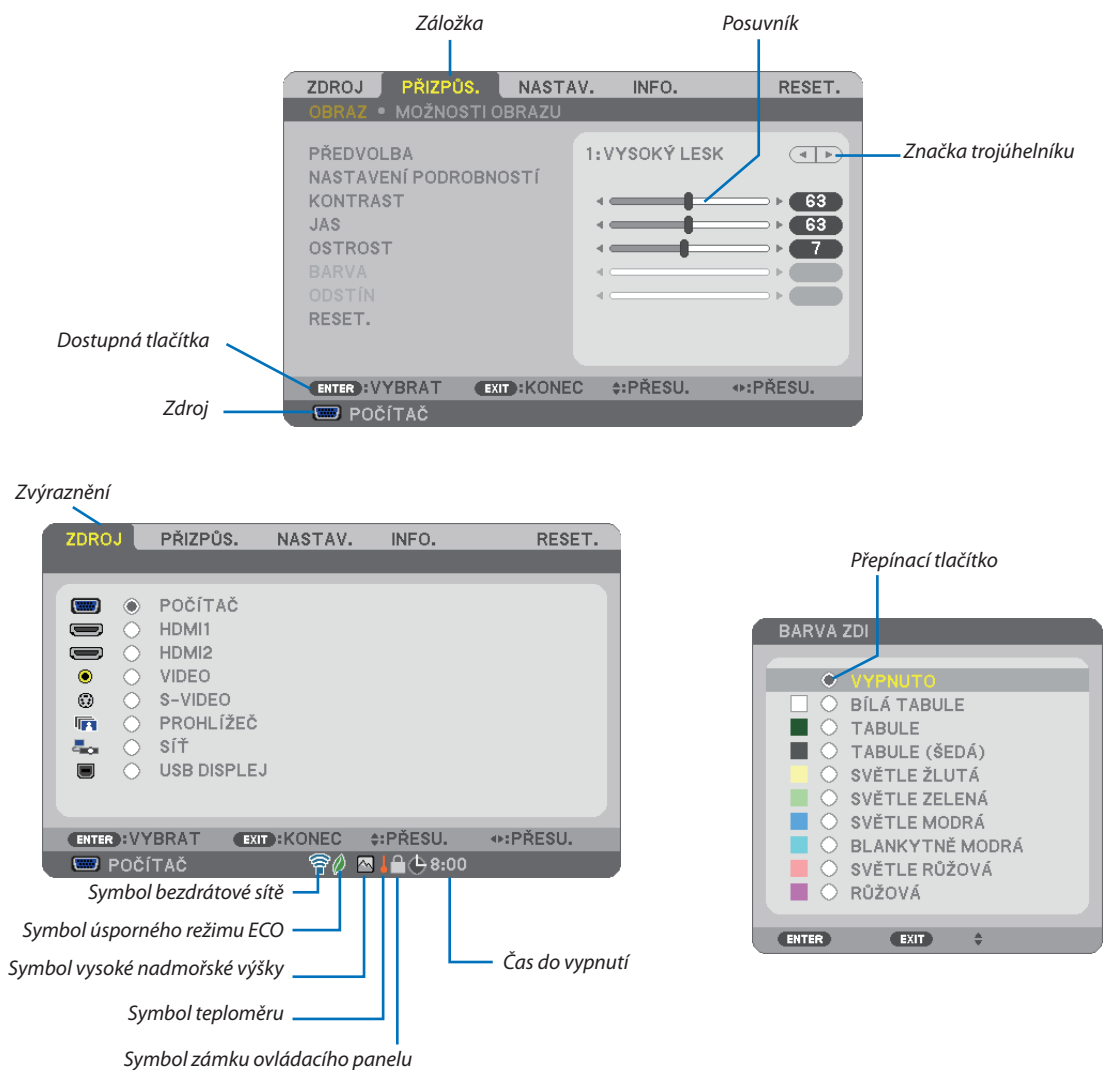 Záložka
Posuvník
ZDROJ PŘIZPŮS. NASTAV. INFO. RESET.
OBRAZ • MOŽNOSTI OBRAZU
PŘEDVOLBA 1:VYSOKÝ LESK
Značka trojúhelníku
NASTAVENÍ PODROBNOSTÍ
KONTRAST 63
JAS 63
OSTROST 7
BARVA
ODSTÍN
RESET.
Dostupná tlačítka
ENTER :VYBRAT EXIT :KONEC :PŘESU. :PŘESU.
Zdroj
POČÍTAČ
Zvýraznění
ZDROJ PŘIZPŮS. NASTAV. INFO. RESET.
POČÍTAČ
HDMI1
HDMI2
VIDEO
S-VIDEO
PROHLÍŽEČ
SÍŤ
USB DISPLEJ
ENTER :VYBRAT EXIT :KONEC :PŘESU. :PŘESU.
POČÍTAČ 8:00
Symbol bezdrátové sítě
Symbol úsporného režimu ECO
Symbol vysoké nadmořské výšky
Čas do vypnutí
Symbol teploměru
Symbol zámku ovládacího panelu
Přepínací tlačítko
BARVA ZDI
VYPNUTO
BÍLÁ TABULE
TABULE
TABULE (ŠEDÁ)
SVĚTLE ŽLUTÁ
SVĚTLE ZELENÁ
SVĚTLE MODRÁ
BLANKYTNĚ MODRÁ
SVĚTLE RŮŽOVÁ
RŮŽOVÁ
ENTER EXIT